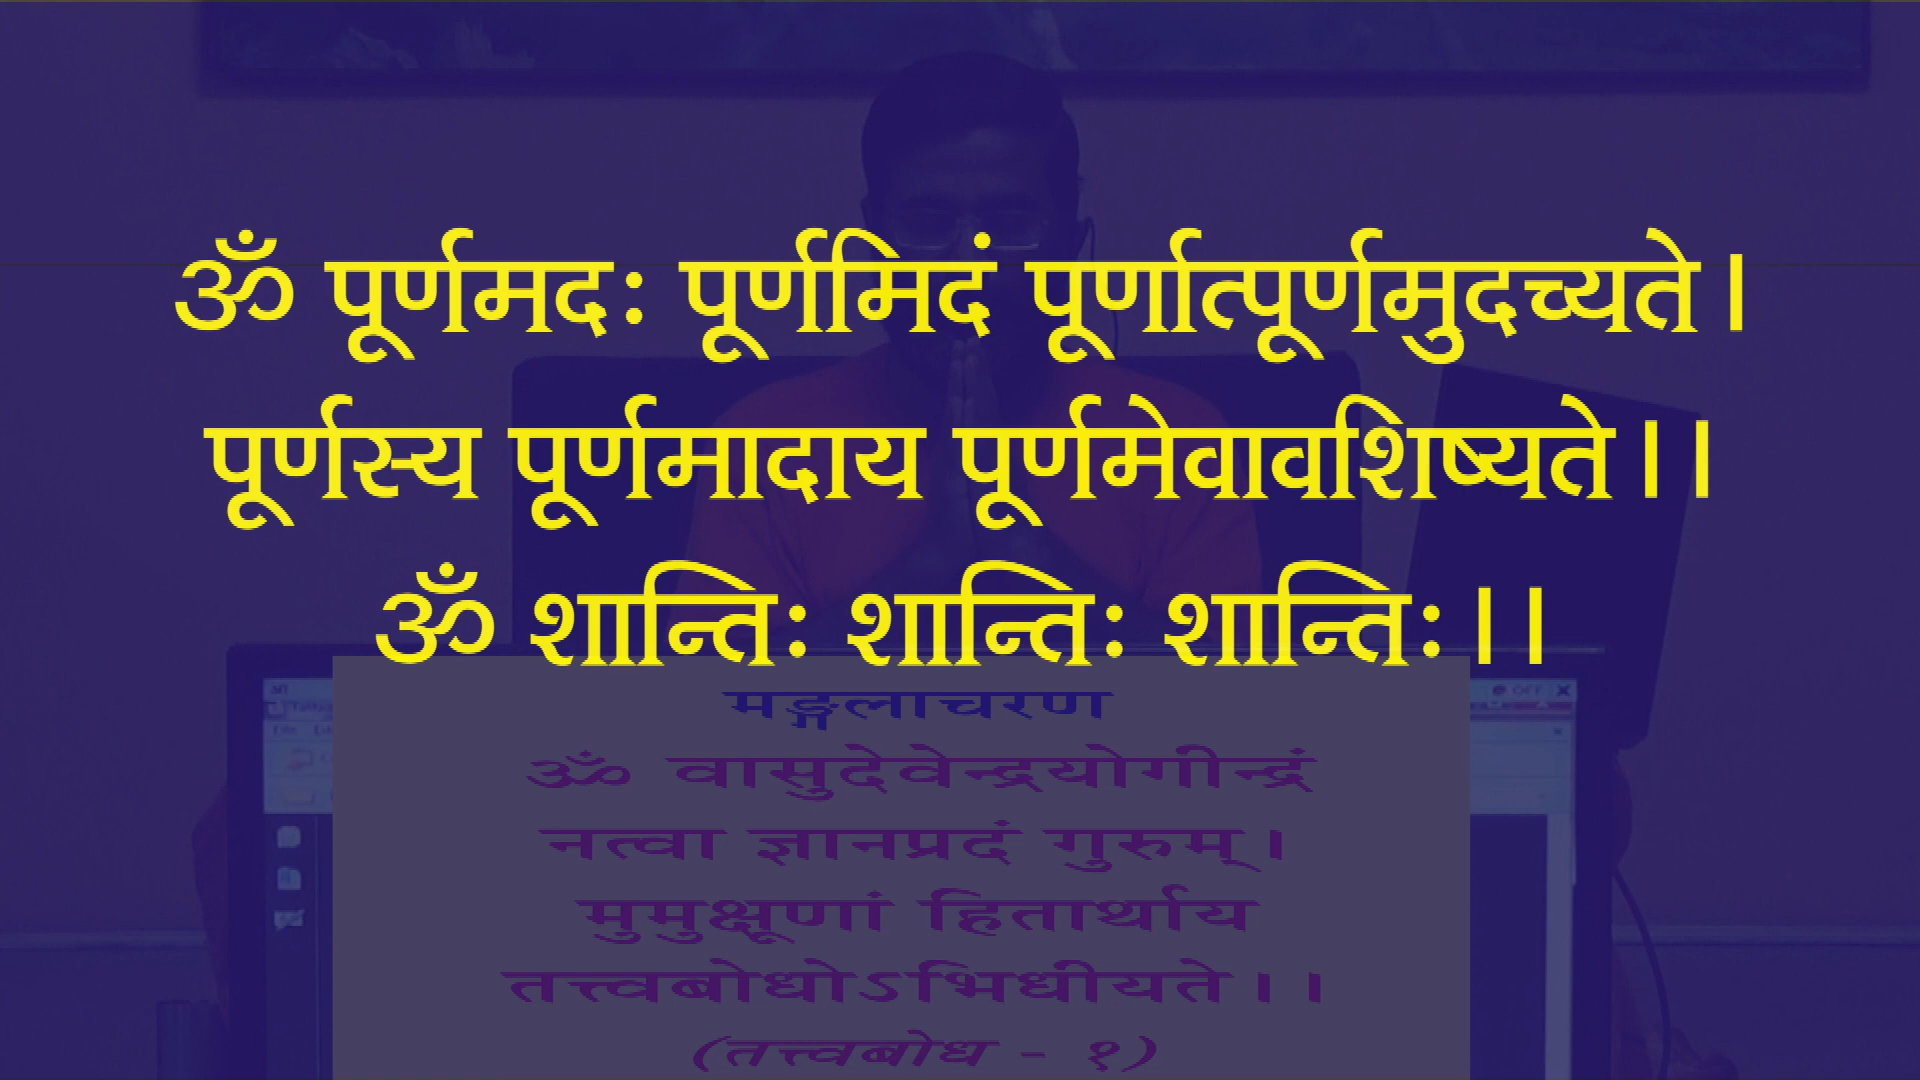 ॐ पूर्णमदः पूर्णमिदं पूर्णात्पूर्णमुदच्यते।
पूर्णस्य पूर्णमादाय पूर्णमेवावशिष्यते।।
ॐ शान्तिः शान्तिः शान्तिः।।
मङ्गलाचरण
ॐ वासुदेवेन्द्रयोगीन्द्रं
नत्वा ज्ञानप्रदं गुरुम्।
मुमुक्षूणां हितार्थाय
तत्त्वबोधोऽभिधीयते।।
(तत्त्वबोध - १)
OFF